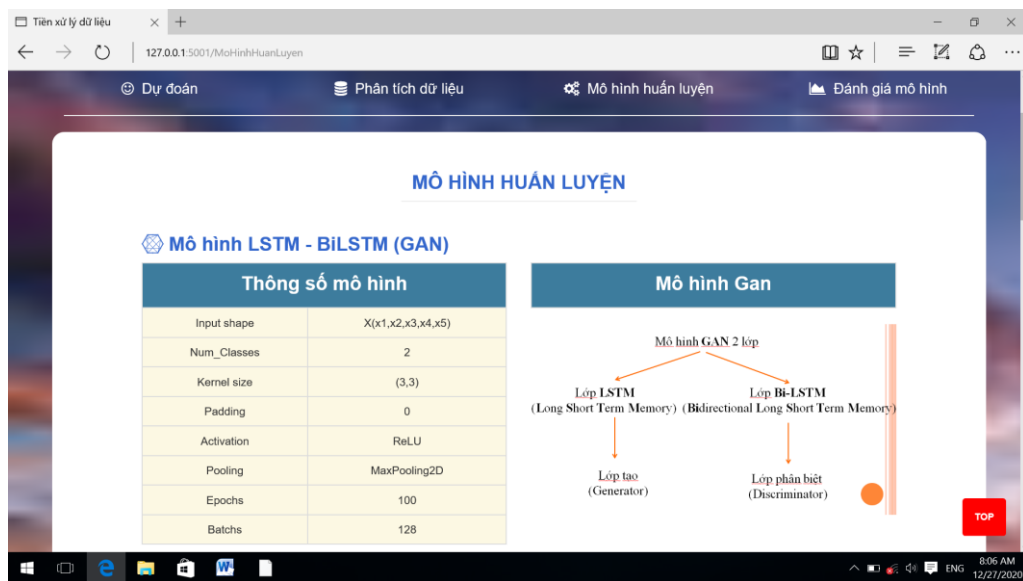 Tiền xử lý dữ liệu
127.0.0.1:5001/MoHinhHuanLuyen
Dự đoán
Phân tích dữ liệu
Mô hình huấn luyện
Đánh giá mô hình
MÔ HÌNH HUẤN LUYỆN
Mô hình LSTM - BiLSTM (GAN)
Thông số mô hình
Input shape X(x1,x2,x3,x4,x5)
Num_Classes 2
Kernel size (3,3)
Padding 0
Activation ReLU
Pooling MaxPooling2D
Epochs 100
Batchs 128
Mô hình Gan
Mô hình GAN 2 lớp
Lớp LSTM
(Long Short Term Memory)
Lớp Bi-LSTM
(Bidirectional Long Short Term Memory)
Lớp tạo
(Generator)
Lớp phân biệt
(Discriminator)
TOP
ENG
8:06 AM
12/27/2020